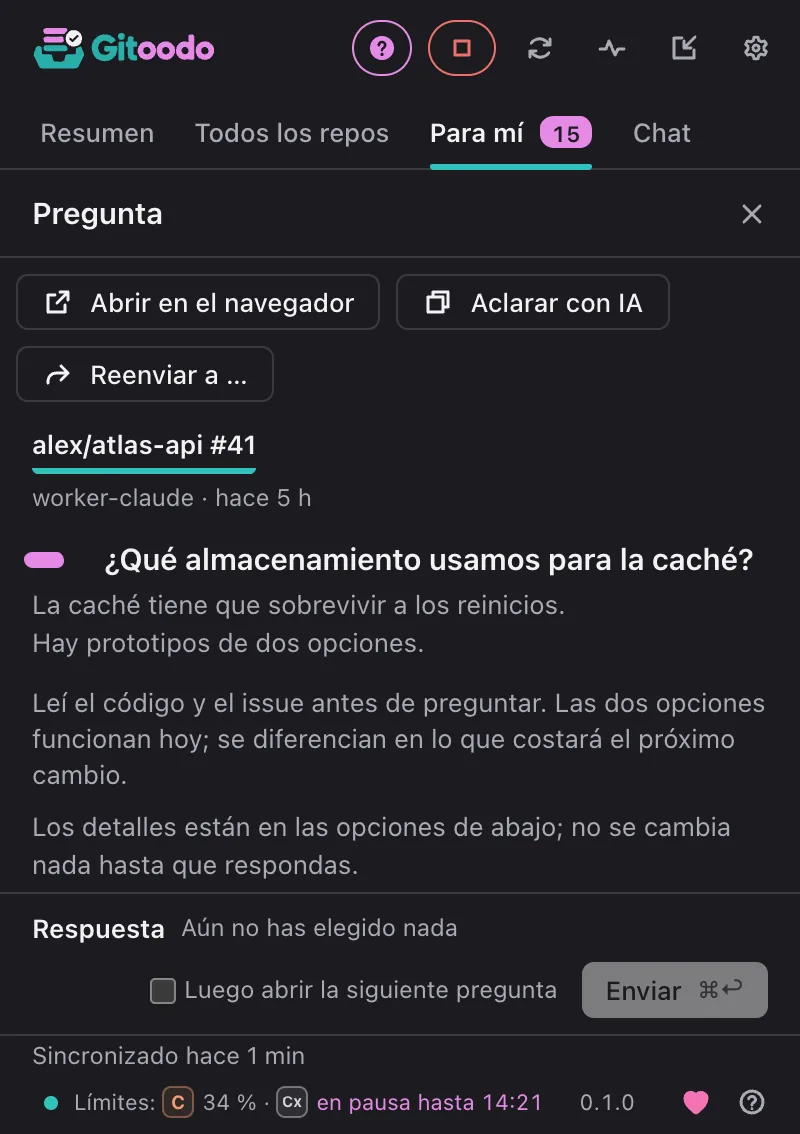 Gitoodo
Resumen Todos los repos Para mí 15 Chat
Pregunta
Abrir en el navegador Aclarar con IA
Reenviar a ...
alex/atlas-api #41
worker-claude · hace 5 h
¿Qué almacenamiento usamos para la caché?
La caché tiene que sobrevivir a los reinicios.
Hay prototipos de dos opciones.
Leí el código y el issue antes de preguntar. Las dos opciones
funcionan hoy; se diferencian en lo que costará el próximo
cambio.
Los detalles están en las opciones de abajo; no se cambia
nada hasta que respondas.
Respuesta Aún no has elegido nada
Luego abrir la siguiente pregunta Enviar ⌘↩
Sincronizado hace 1 min
Límites: C 34 % · Cx en pausa hasta 14:21 0.1.0